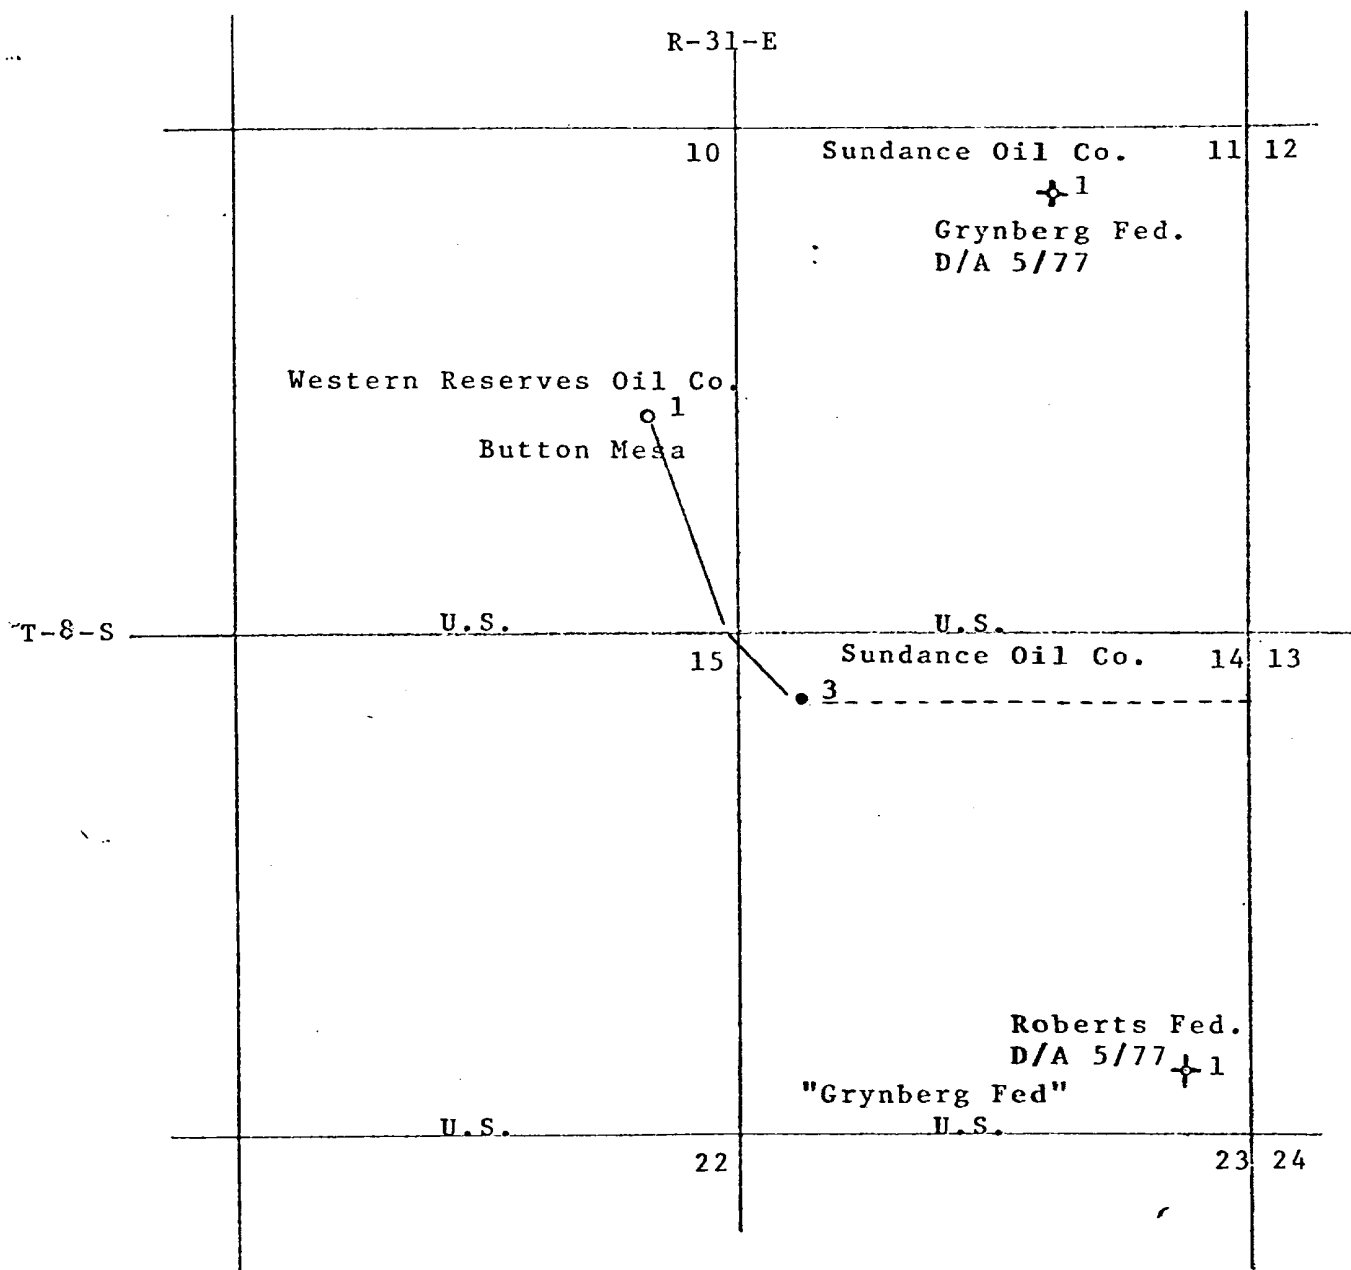 R-31-E
10
Sundance Oil Co.
11 12
1
Grynberg Fed.
D/A 5/77
Western Reserves Oil Co.
1
Button Mesa
T-8-S
U.S.
U.S.
15
Sundance Oil Co.
14 13
3
Roberts Fed.
D/A 5/77
1
"Grynberg Fed"
U.S.
U.S.
22
23 24